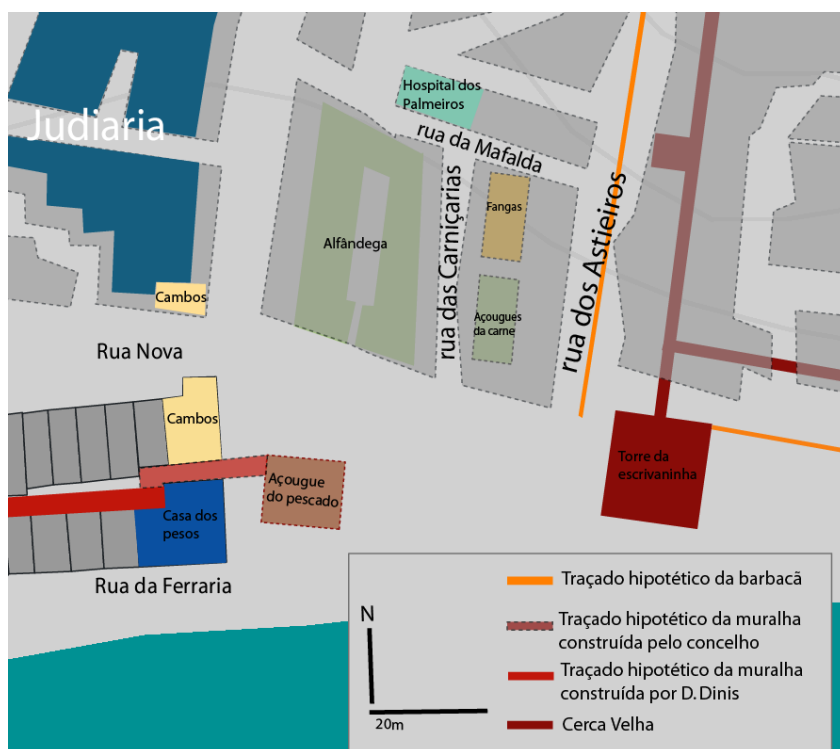 Hospital dos
Palmeiros
Judiaria
rua da Mafalda
Fangas
Alfândega
rua das Carniçarias
rua dos Astieiros
Cambos
Açougues
da carne
Rua Nova
Cambos
Torre da
escrivaninha
Açougue
do pescado
Casa dos
pesos
Rua da Ferraria
Traçado hipotético da barbacã
N
Traçado hipotético da muralha
construída pelo concelho
Traçado hipotético da muralha
construída por D. Dinis
20m
Cerca Velha